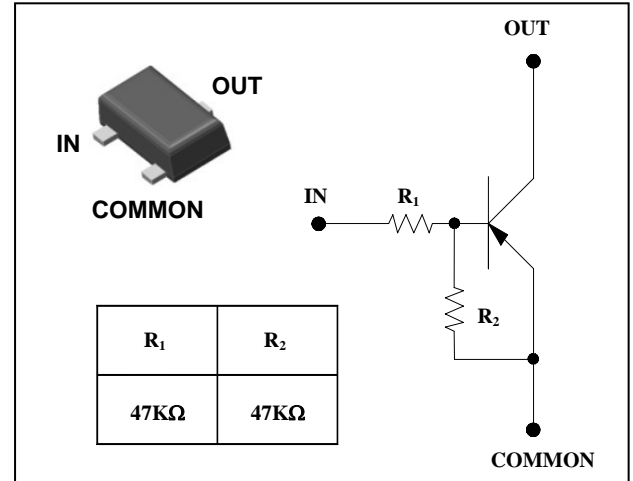 OUT
OUT
IN
COMMON
IN
R₁
R₂
R₁ R₂
47KΩ 47KΩ
COMMON